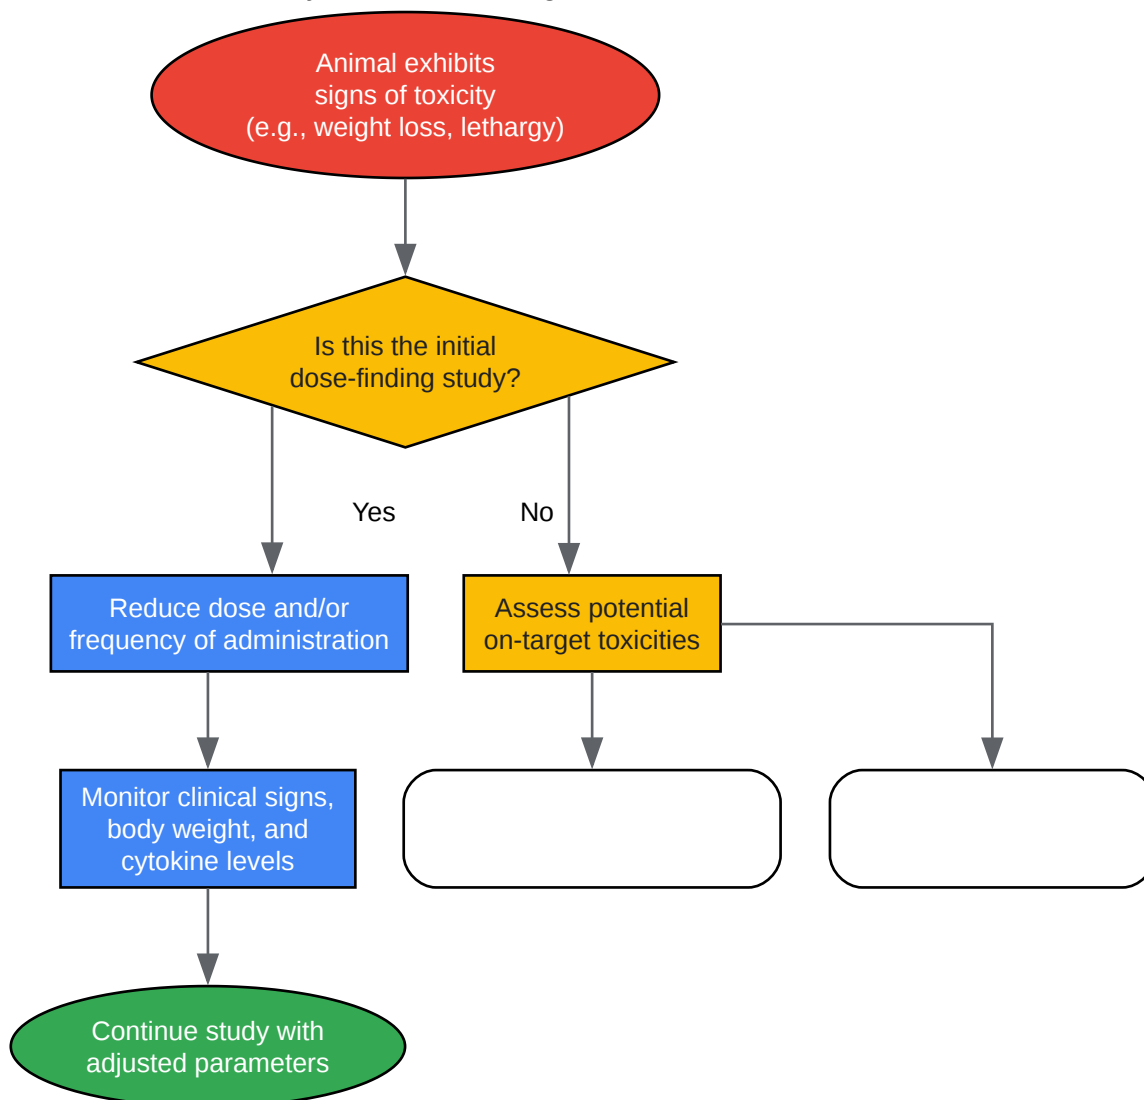 Animal exhibits
signs of toxicity
(e.g., weight loss, lethargy)
Is this the initial
dose-finding study?
Yes
No
Reduce dose and/or
frequency of administration
Assess potential
on-target toxicities
Monitor clinical signs,
body weight, and
cytokine levels
Continue study with
adjusted parameters